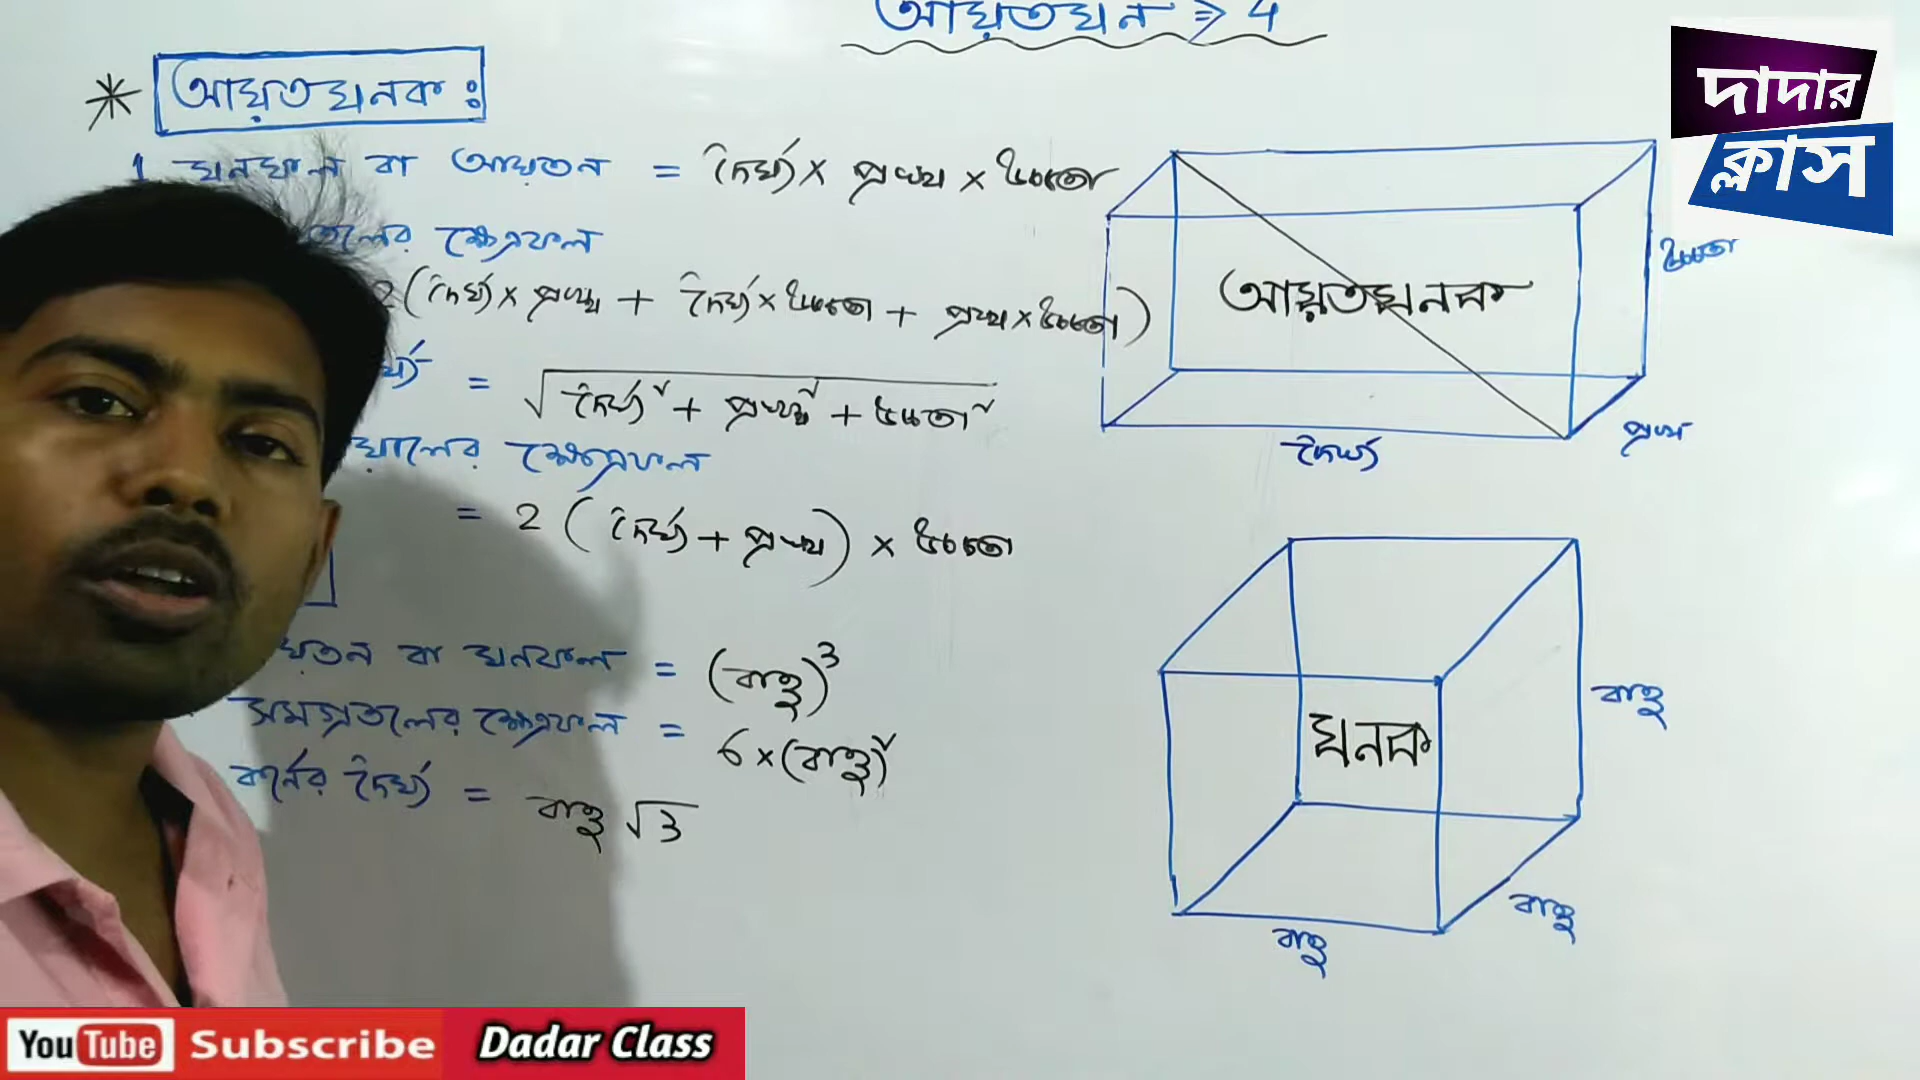 আয়তঘন ⇒ 4
* আয়তঘনক :
1. ঘনফল বা আয়তন = দৈর্ঘ্য × প্রস্থ × উচ্চতা
তলের ক্ষেত্রফল
2 (দৈর্ঘ্য × প্রস্থ + দৈর্ঘ্য × উচ্চতা + প্রস্থ × উচ্চতা)
= √দৈর্ঘ্য² + প্রস্থ² + উচ্চতা²
য়ালের ক্ষেত্রফল
= 2 (দৈর্ঘ্য + প্রস্থ) × উচ্চতা
য়তন বা ঘনফল = (বাহু)³
সমগ্রতলের ক্ষেত্রফল = 6 × (বাহু)²
কর্নের দৈর্ঘ্য = বাহু √3
আয়তঘনক
উচ্চতা
প্রস্থ
দৈর্ঘ্য
ঘনক
বাহু
বাহু
বাহু
দাদার
ক্লাস
YouTube Subscribe Dadar Class